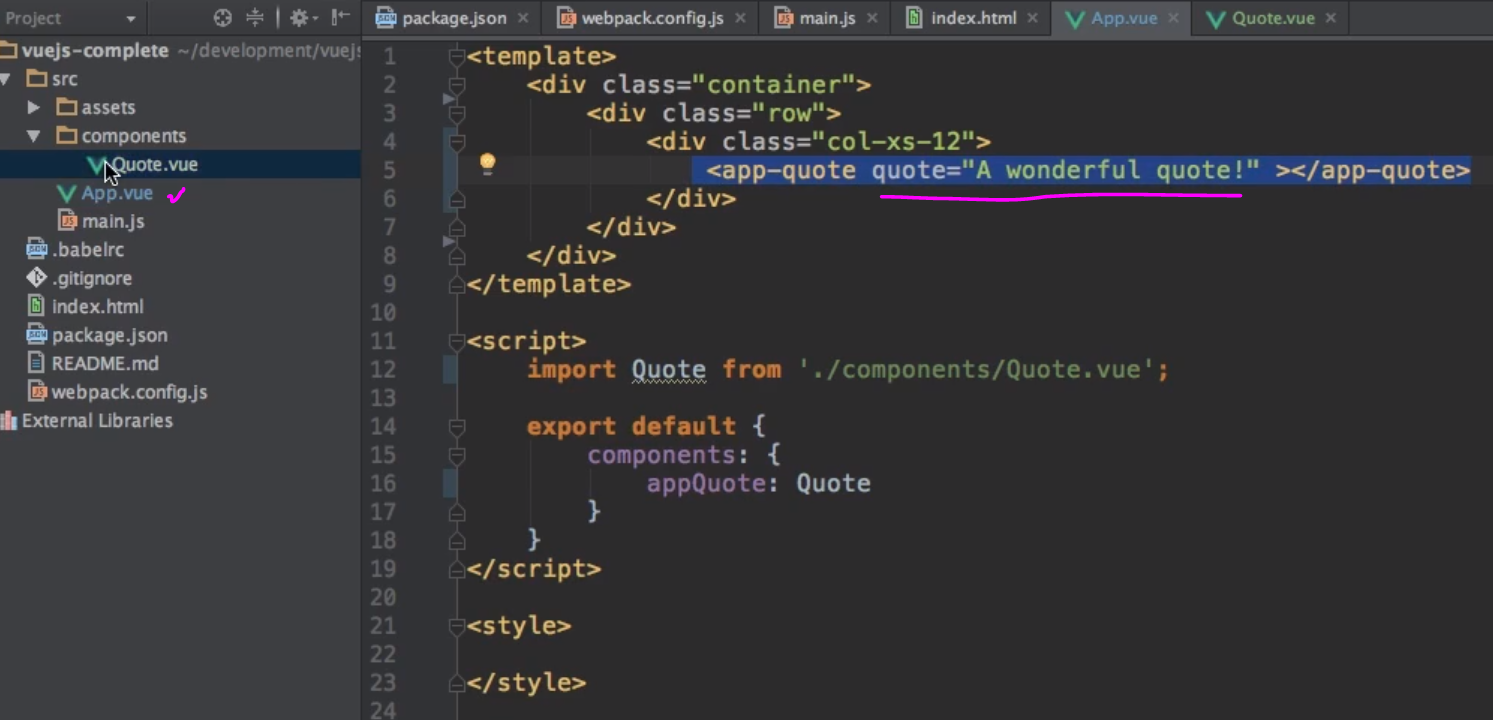 Project
package.json
webpack.config.js
main.js
index.html
App.vue
Quote.vue
vuejs-complete ~/development/vuejs
src
assets
components
Quote.vue
App.vue
main.js
.babelrc
.gitignore
index.html
package.json
README.md
webpack.config.js
External Libraries
1 <template>
2 <div class="container">
3 <div class="row">
4 <div class="col-xs-12">
5 <app-quote quote="A wonderful quote!" ></app-quote>
6 </div>
7 </div>
8 </div>
9 </template>
10
11 <script>
12 import Quote from './components/Quote.vue';
13
14 export default {
15 components: {
16 appQuote: Quote
17 }
18 }
19 </script>
20
21 <style>
22
23 </style>
24